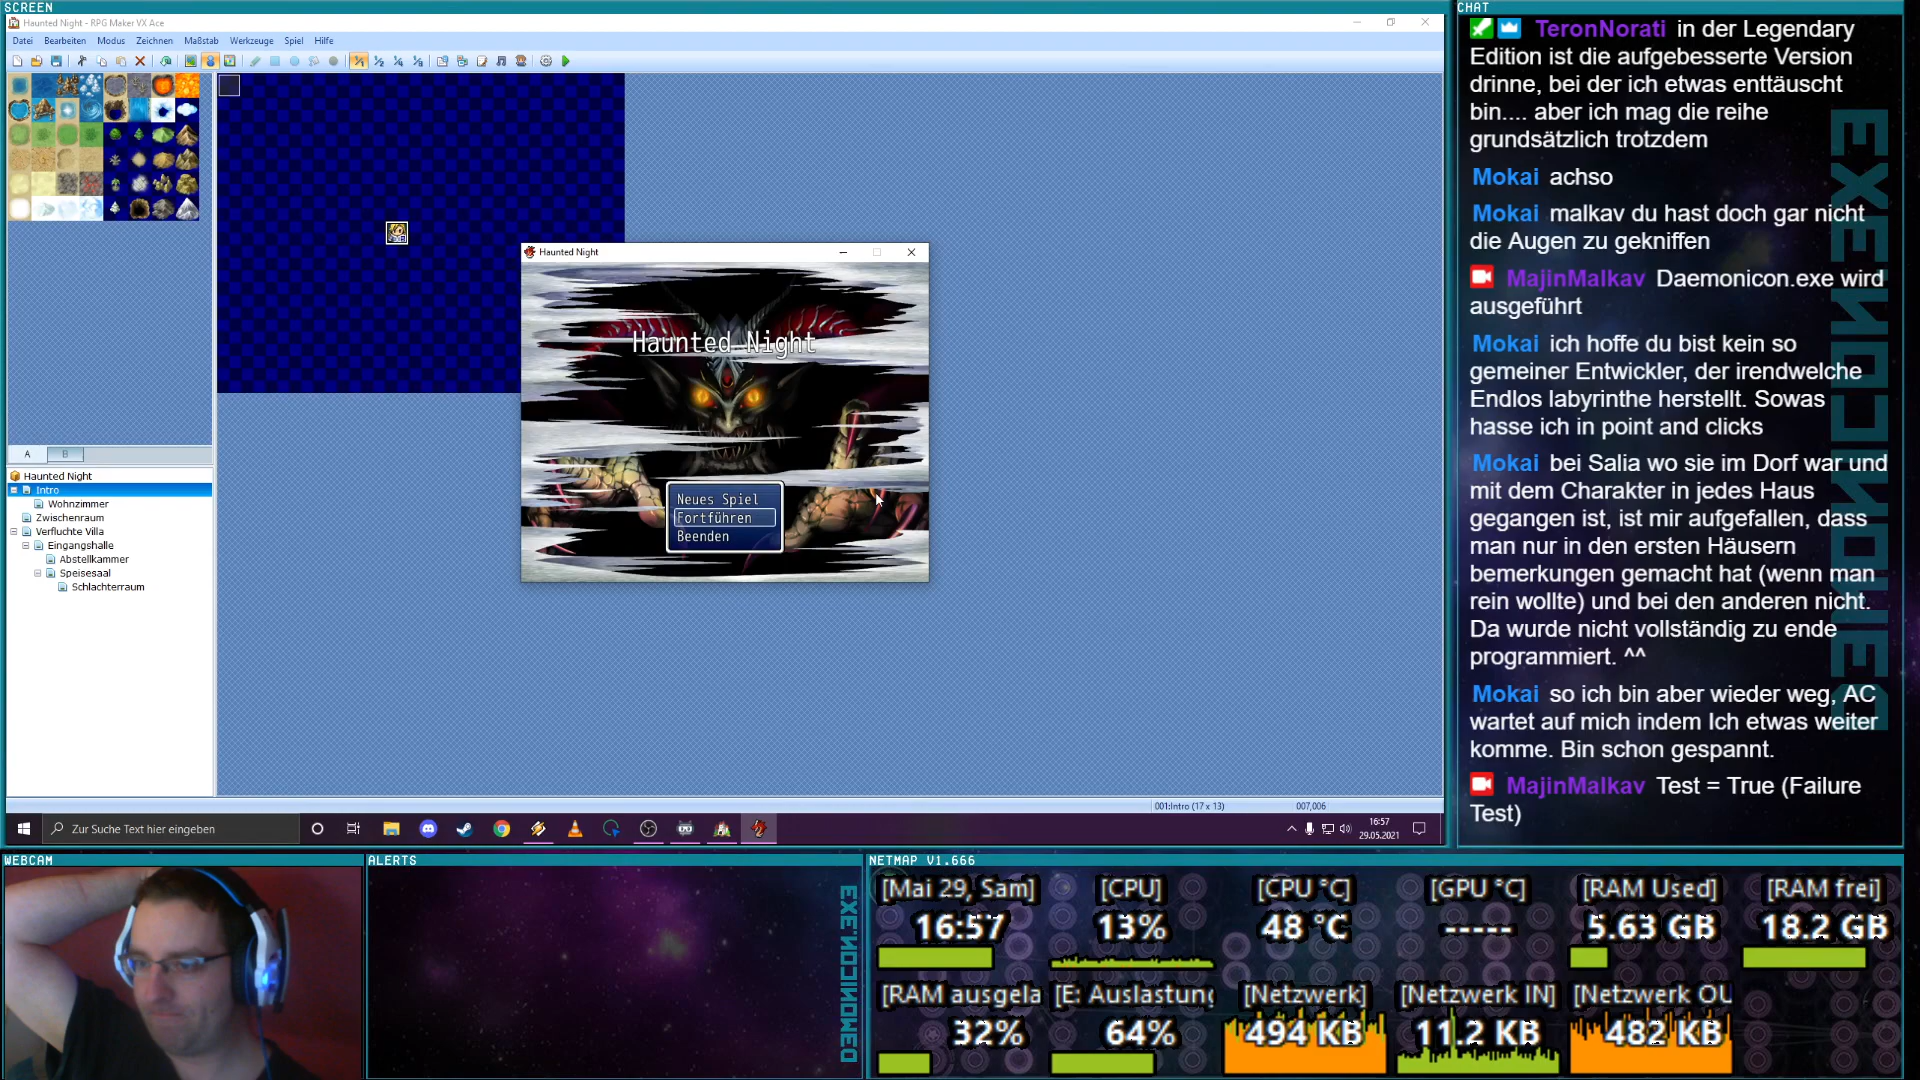 SCREEN
Haunted Night - RPG Maker VX Ace
Datei Bearbeiten Modus Zeichnen Maßstab Werkzeuge Spiel Hilfe
A B
Haunted Night
Intro
Wohnzimmer
Zwischenraum
Verfluchte Villa
Eingangshalle
Abstellkammer
Speisesaal
Schlachterraum
Haunted Night
Haunted Night
Neues Spiel
Fortführen
Beenden
001:Intro (17 x 13) 007,006
Zur Suche Text hier eingeben
16:57
29.05.2021
CHAT
TeronNorati in der Legendary
Edition ist die aufgebesserte Version
drinne, bei der ich etwas enttäuscht
bin.... aber ich mag die reihe
grundsätzlich trotzdem
Mokai achso
Mokai malkav du hast doch gar nicht
die Augen zu gekniffen
MajinMalkav Daemonicon.exe wird
ausgeführt
Mokai ich hoffe du bist kein so
gemeiner Entwickler, der irendwelche
Endlos labyrinthe herstellt. Sowas
hasse ich in point and clicks
Mokai bei Salia wo sie im Dorf war und
mit dem Charakter in jedes Haus
gegangen ist, ist mir aufgefallen, dass
man nur in den ersten Häusern
bemerkungen gemacht hat (wenn man
rein wollte) und bei den anderen nicht.
Da wurde nicht vollständig zu ende
programmiert. ^^
Mokai so ich bin aber wieder weg, AC
wartet auf mich indem Ich etwas weiter
komme. Bin schon gespannt.
MajinMalkav Test = True (Failure
Test)
WEBCAM
ALERTS
NETMAP V1.666
[Mai 29, Sam] [CPU] [CPU °C] [GPU °C] [RAM Used] [RAM frei]
16:57 13% 48 °C ----- 5.63 GB 18.2 GB
[RAM ausgela [E: Auslastung [Netzwerk] [Netzwerk IN] [Netzwerk OU
32% 64% 494 KB 11.2 KB 482 KB